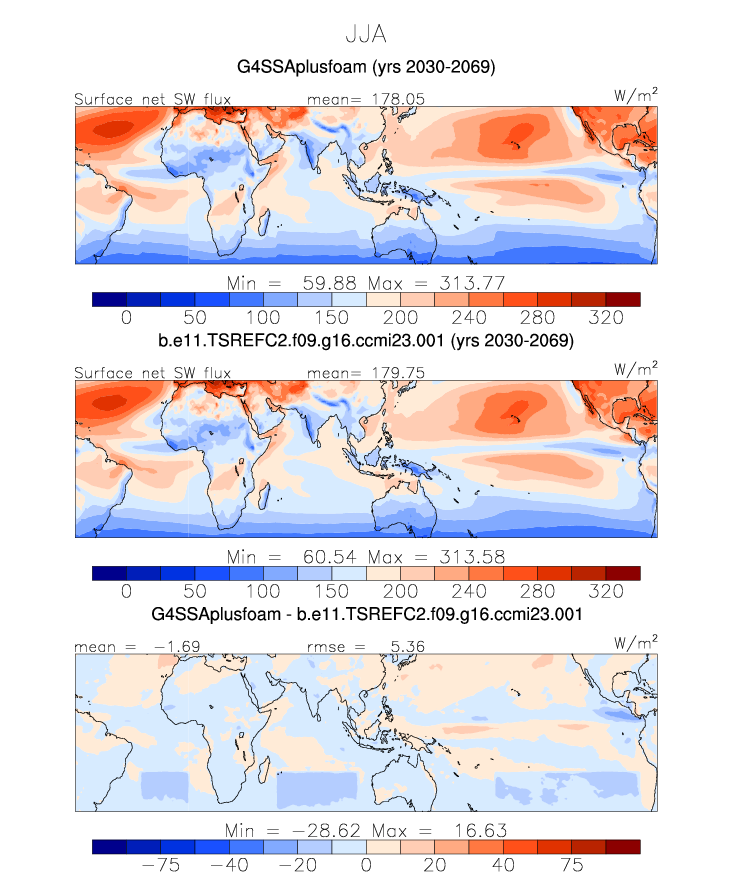 JJA
G4SSAplusfoam (yrs 2030-2069)
Surface net SW flux mean= 178.05 W/m²
Min = 59.88 Max = 313.77
0 50 100 150 200 240 280 320
b.e11.TSREFC2.f09.g16.ccmi23.001 (yrs 2030-2069)
Surface net SW flux mean= 179.75 W/m²
Min = 60.54 Max = 313.58
0 50 100 150 200 240 280 320
G4SSAplusfoam - b.e11.TSREFC2.f09.g16.ccmi23.001
mean = -1.69 rmse = 5.36 W/m²
Min = -28.62 Max = 16.63
-75 -40 -20 0 20 40 75